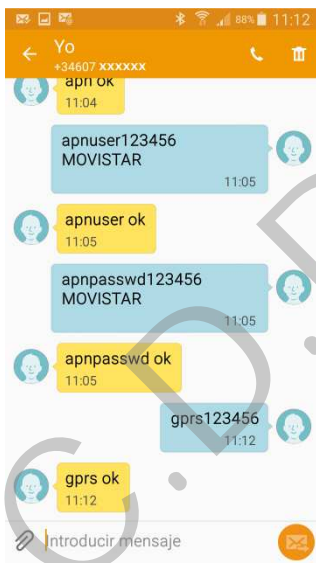 88% 11:12
Yo
+34607 xxxxxx
apn ok
11:04
apnuser123456
MOVISTAR
11:05
apnuser ok
11:05
apnpasswd123456
MOVISTAR
11:05
apnpasswd ok
11:05
gprs123456
11:12
gprs ok
11:12
Introducir mensaje